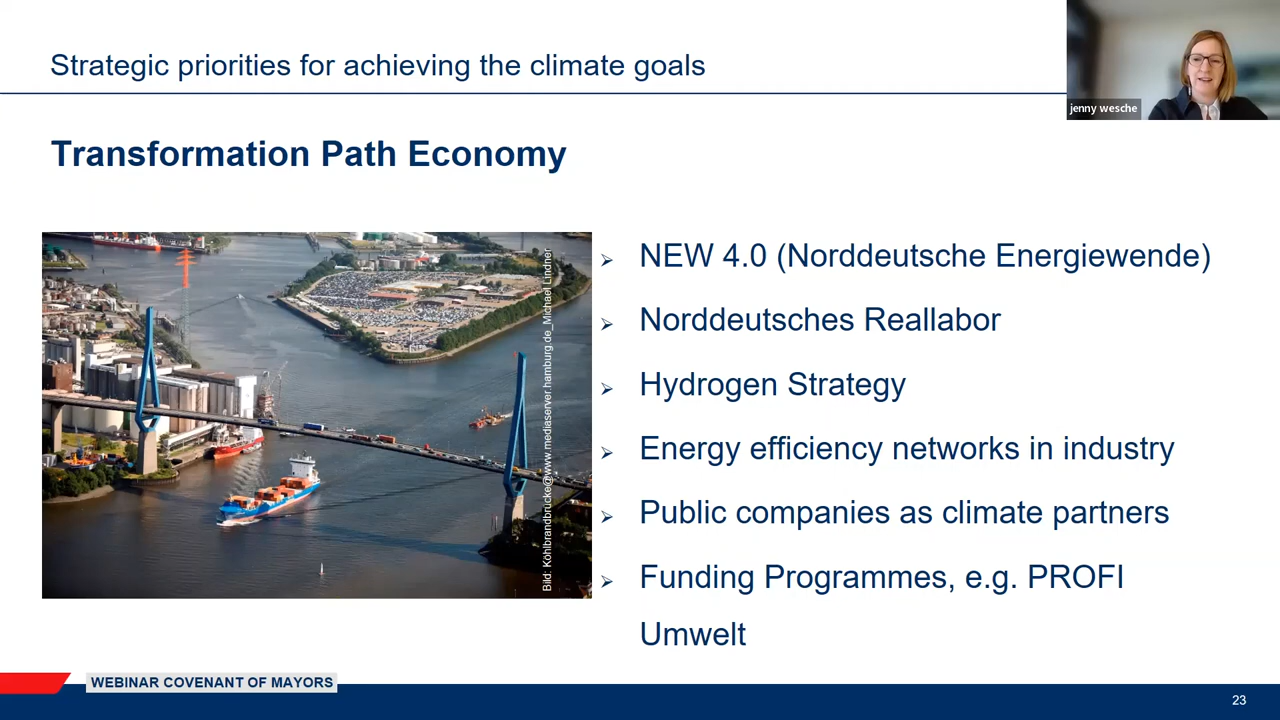 Strategic priorities for achieving the climate goals
jenny wesche
Transformation Path Economy
Bild: Köhlbrandbrücke@www.mediaserver.hamburg.de_Michael Lindner
NEW 4.0 (Norddeutsche Energiewende)
Norddeutsches Reallabor
Hydrogen Strategy
Energy efficiency networks in industry
Public companies as climate partners
Funding Programmes, e.g. PROFI
Umwelt
WEBINAR COVENANT OF MAYORS
23